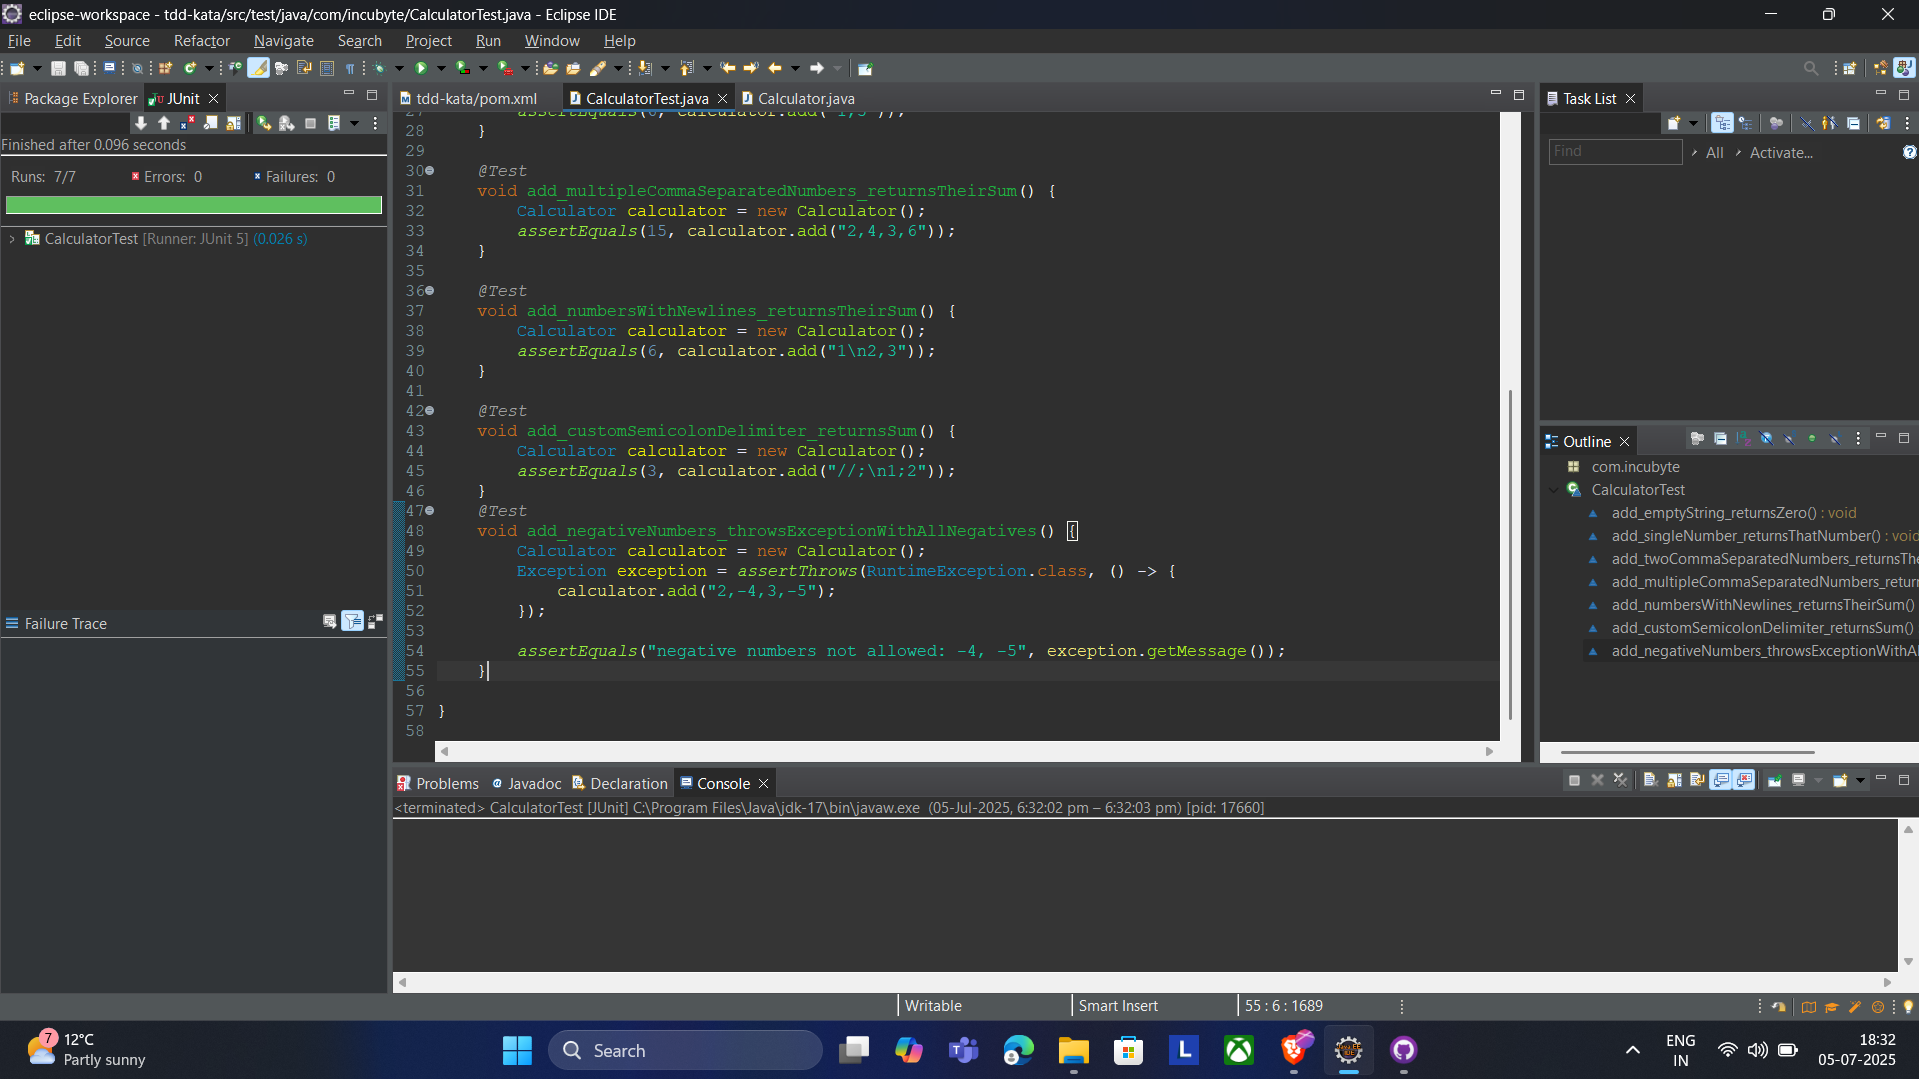 eclipse-workspace - tdd-kata/src/test/java/com/incubyte/CalculatorTest.java - Eclipse IDE
File Edit Source Refactor Navigate Search Project Run Window Help
Package Explorer JUnit
Finished after 0.096 seconds
Runs: 7/7 Errors: 0 Failures: 0
CalculatorTest [Runner: JUnit 5] (0.026 s)
Failure Trace
tdd-kata/pom.xml CalculatorTest.java Calculator.java
28 }
29
30 @Test
31 void add_multipleCommaSeparatedNumbers_returnsTheirSum() {
32 Calculator calculator = new Calculator();
33 assertEquals(15, calculator.add("2,4,3,6"));
34 }
35
36 @Test
37 void add_numbersWithNewlines_returnsTheirSum() {
38 Calculator calculator = new Calculator();
39 assertEquals(6, calculator.add("1\n2,3"));
40 }
41
42 @Test
43 void add_customSemicolonDelimiter_returnsSum() {
44 Calculator calculator = new Calculator();
45 assertEquals(3, calculator.add("//;\n1;2"));
46 }
47 @Test
48 void add_negativeNumbers_throwsExceptionWithAllNegatives() {
49 Calculator calculator = new Calculator();
50 Exception exception = assertThrows(RuntimeException.class, () -> {
51 calculator.add("2,-4,3,-5");
52 });
53
54 assertEquals("negative numbers not allowed: -4, -5", exception.getMessage());
55 }
56
57 }
58
Task List
Find All Activate...
Outline
com.incubyte
CalculatorTest
add_emptyString_returnsZero() : void
add_singleNumber_returnsThatNumber() : void
add_twoCommaSeparatedNumbers_returnsThe
add_multipleCommaSeparatedNumbers_return
add_numbersWithNewlines_returnsTheirSum()
add_customSemicolonDelimiter_returnsSum()
add_negativeNumbers_throwsExceptionWithAl
Problems Javadoc Declaration Console
<terminated> CalculatorTest [JUnit] C:\Program Files\Java\jdk-17\bin\javaw.exe (05-Jul-2025, 6:32:02 pm – 6:32:03 pm) [pid: 17660]
Writable Smart Insert 55 : 6 : 1689
7
12°C
Partly sunny
Search
ENG
IN
18:32
05-07-2025